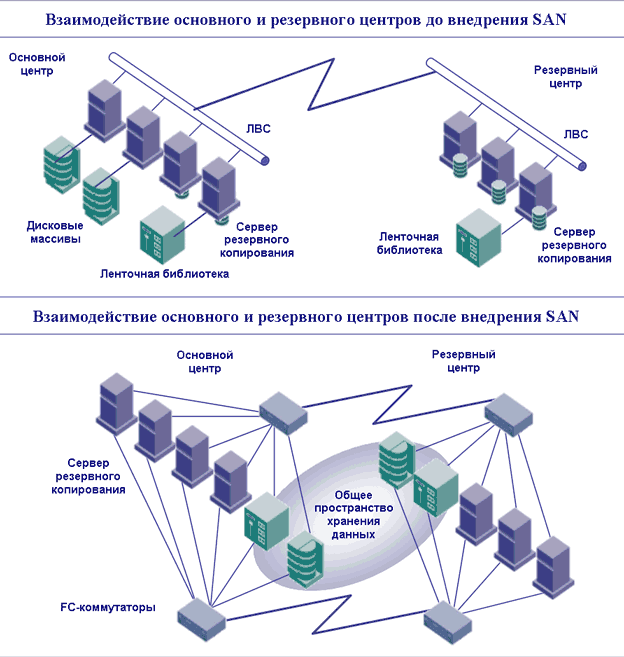 Взаимодействие основного и резервного центров до внедрения SAN
Основной
центр
Резервный
центр
ЛВС
ЛВС
Дисковые
массивы
Сервер
резервного
копирования
Ленточная библиотека
Ленточная
библиотека
Сервер
резервного
копирования
Взаимодействие основного и резервного центров после внедрения SAN
Основной
центр
Резервный
центр
Сервер
резервного
копирования
Общее
пространство
хранения
данных
FC-коммутаторы